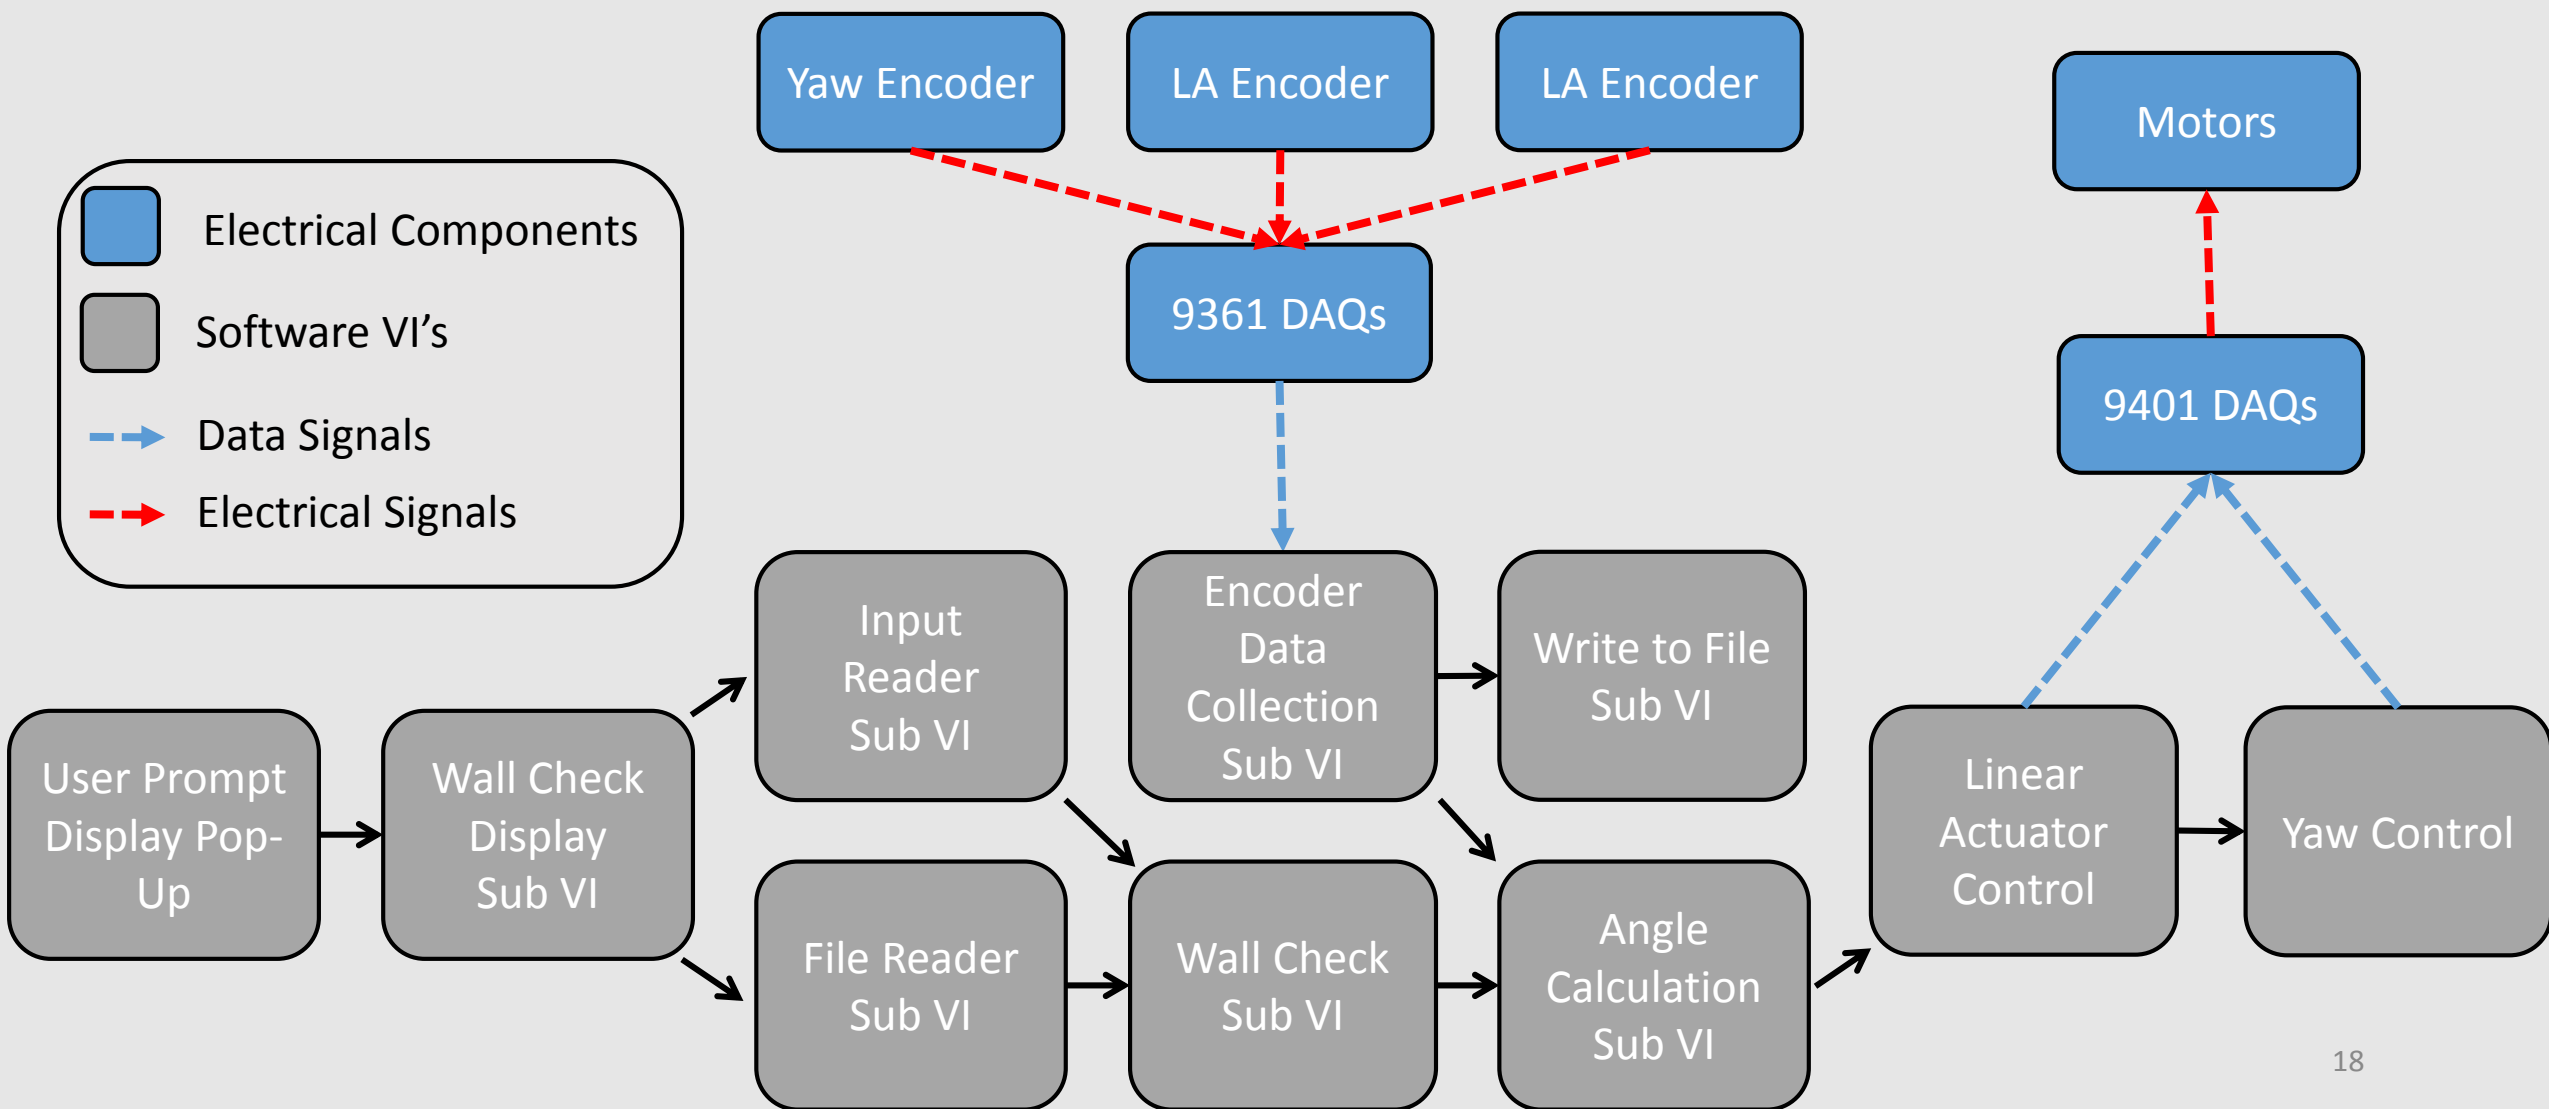 Yaw Encoder
LA Encoder
LA Encoder
Motors
Electrical Components
Software VI's
Data Signals
Electrical Signals
9361 DAQs
9401 DAQs
User Prompt
Display Pop-
Up
Wall Check
Display
Sub VI
Input
Reader
Sub VI
File Reader
Sub VI
Encoder
Data
Collection
Sub VI
Wall Check
Sub VI
Write to File
Sub VI
Angle
Calculation
Sub VI
Linear
Actuator
Control
Yaw Control
18